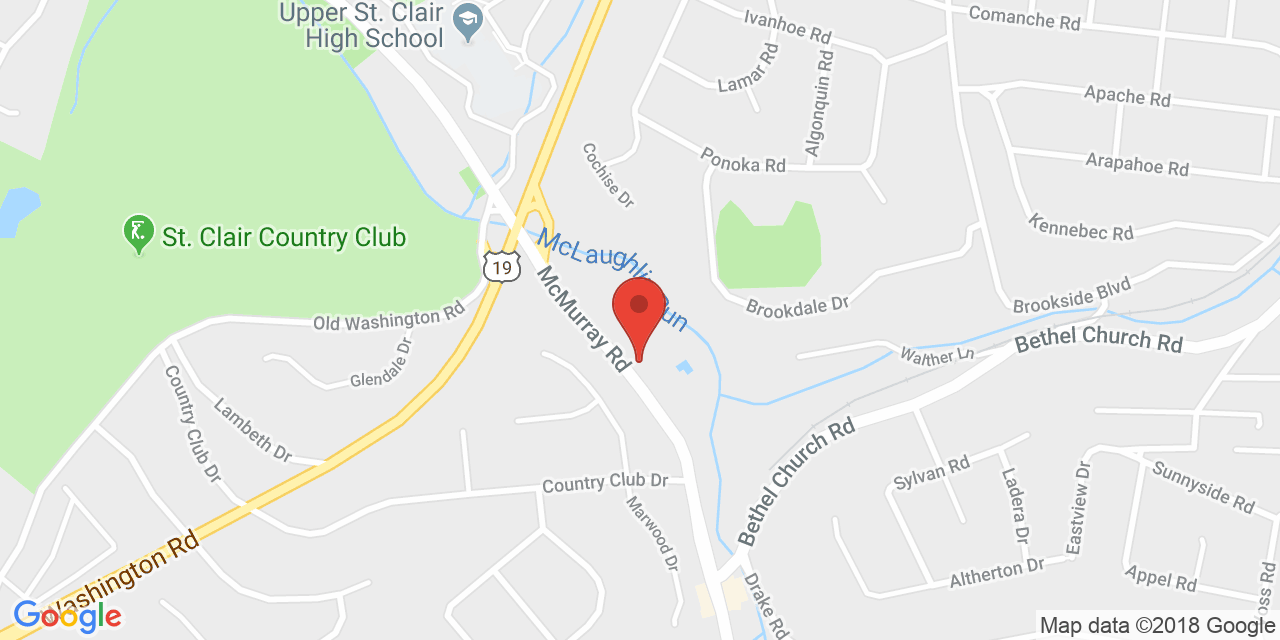 Upper St. Clair
High School
Ivanhoe Rd
Comanche Rd
Lamar Rd
Algonquin Rd
Apache Rd
Cochise Dr
Ponoka Rd
Arapahoe Rd
St. Clair Country Club
McLaughli
Run
Kennebec Rd
19
McMurray Rd
Brookdale Dr
Brookside Blvd
Old Washington Rd
Glendale Dr
Walther Ln
Bethel Church Rd
Country Club Dr
Lambeth Dr
Bethel Church Rd
Country Club Dr
Marwood Dr
Sylvan Rd
Ladera Dr
Eastview Dr
Sunnyside Rd
Washington Rd
Altherton Dr
Appel Rd
oss Rd
Drake Rd
Google
Map data ©2018 Google